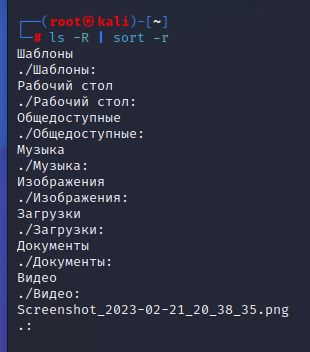 ┌──(root㉿kali)-[~]
└─# ls -R | sort -r
Шаблоны
./Шаблоны:
Рабочий стол
./Рабочий стол:
Общедоступные
./Общедоступные:
Музыка
./Музыка:
Изображения
./Изображения:
Загрузки
./Загрузки:
Документы
./Документы:
Видео
./Видео:
Screenshot_2023-02-21_20_38_35.png
.: